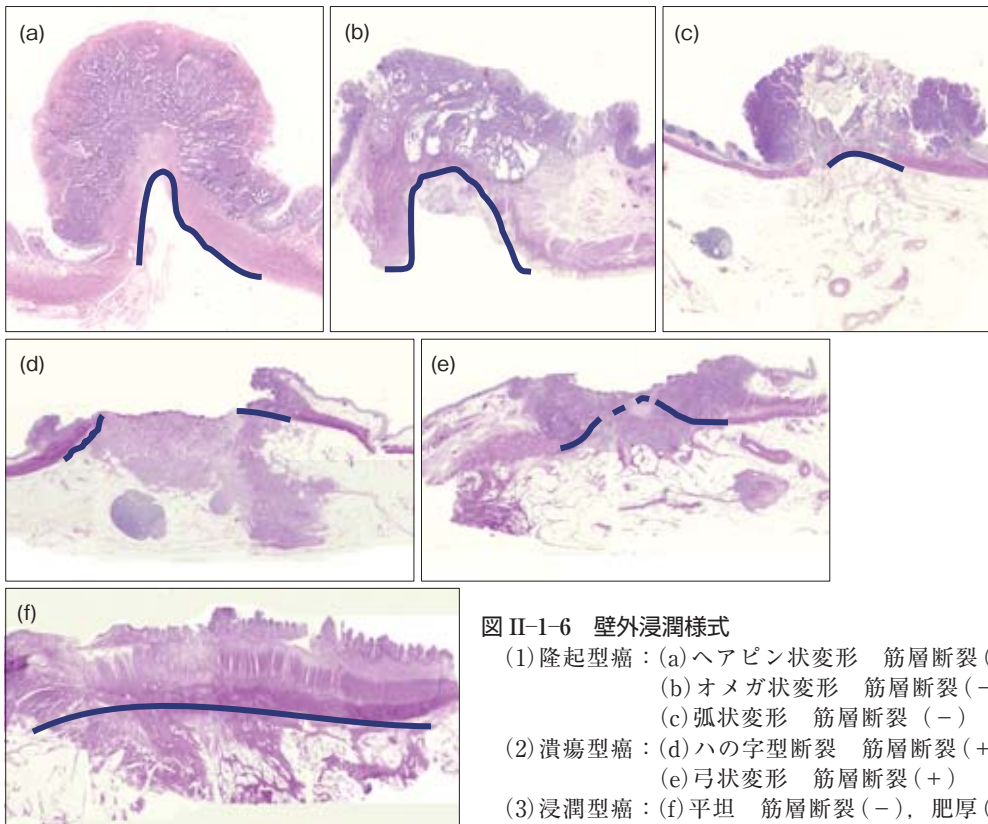 (a)
(b)
(c)
(d)
(e)
(f)
図 II-1-6 壁外浸潤様式
(1)隆起型癌：(a)ヘアピン状変形 筋層断裂(
(b)オメガ状変形 筋層断裂(−
(c)弧状変形 筋層断裂 (−)
(2)潰瘍型癌：(d)ハの字型断裂 筋層断裂(+
(e)弓状変形 筋層断裂(+)
(3)浸潤型癌：(f)平坦 筋層断裂(−)，肥厚(